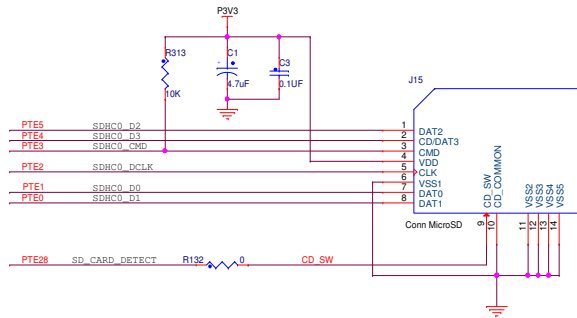 P3V3
R313
10K
C1
4.7uF
C3
0.1UF
J15
PTE5 SDHC0_D2 1 DAT2
PTE4 SDHC0_D3 2 CD/DAT3
PTE3 SDHC0_CMD 3 CMD
4 VDD
PTE2 SDHC0_DCLK 5 CLK
6 VSS1
PTE1 SDHC0_D0 7 DAT0
PTE0 SDHC0_D1 8 DAT1
CD_SW
CD_COMMON
VSS2
VSS3
VSS4
VSS5
Conn MicroSD
9
10
11
12
13
14
PTE28 SD_CARD_DETECT R132 0 CD_SW